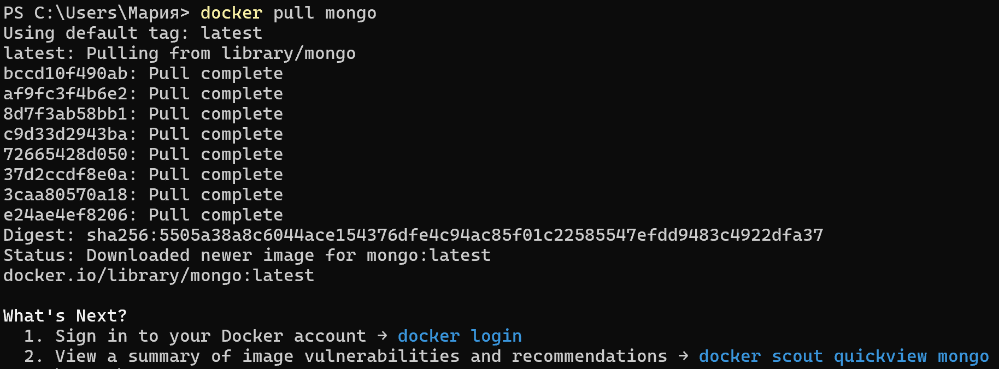 PS C:\Users\Мария> docker pull mongo
Using default tag: latest
latest: Pulling from library/mongo
bccd10f490ab: Pull complete
af9fc3f4b6e2: Pull complete
8d7f3ab58bb1: Pull complete
c9d33d2943ba: Pull complete
72665428d050: Pull complete
37d2ccdf8e0a: Pull complete
3caa80570a18: Pull complete
e24ae4ef8206: Pull complete
Digest: sha256:5505a38a8c6044ace154376dfe4c94ac85f01c22585547efdd9483c4922dfa37
Status: Downloaded newer image for mongo:latest
docker.io/library/mongo:latest
What's Next?
1. Sign in to your Docker account → docker login
2. View a summary of image vulnerabilities and recommendations → docker scout quickview mongo